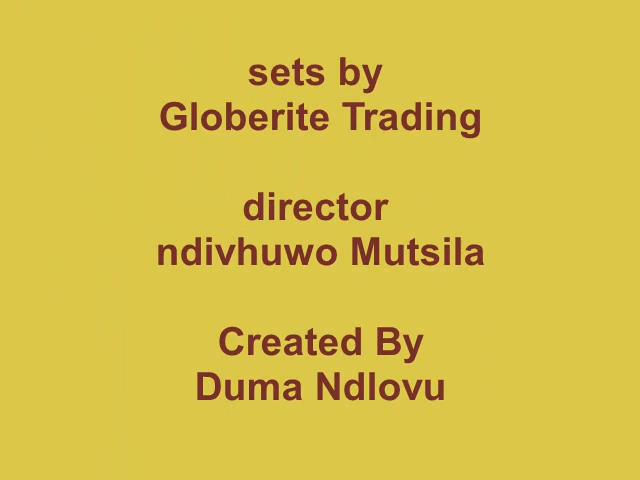 sets by
Globerite Trading
director
ndivhuwo Mutsila
Created By
Duma Ndlovu